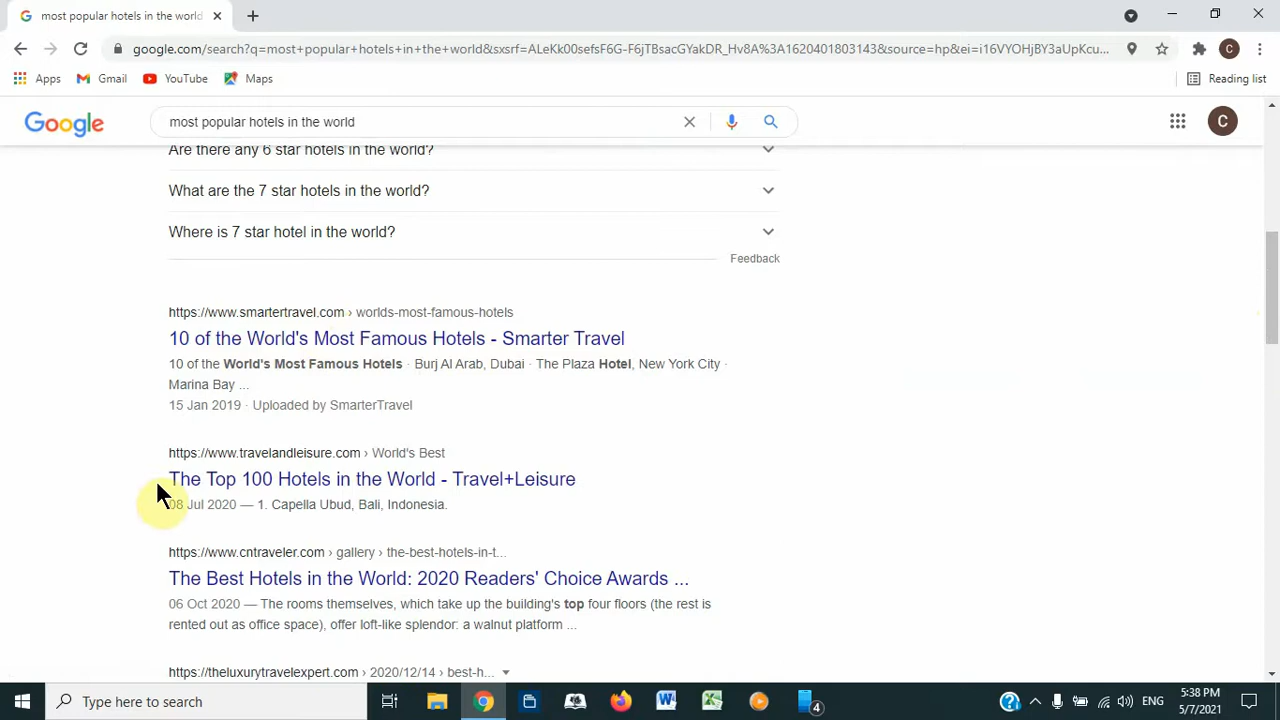 most popular hotels in the world
google.com/search?q=most+popular+hotels+in+the+world&sxsrf=ALeKk00sefsF6G-F6jTBsacGYakDR_Hv8A%3A1620401803143&source=hp&ei=i16VYOHjBY3aUpKcu...
Apps
Gmail
YouTube
Maps
Reading list
Google
most popular hotels in the world
C
C
Are there any 6 star hotels in the world?
What are the 7 star hotels in the world?
Where is 7 star hotel in the world?
Feedback
https://www.smartertravel.com › worlds-most-famous-hotels
10 of the World's Most Famous Hotels - Smarter Travel
10 of the World's Most Famous Hotels · Burj Al Arab, Dubai · The Plaza Hotel, New York City ·
Marina Bay ...
15 Jan 2019 · Uploaded by SmarterTravel
https://www.travelandleisure.com › World's Best
The Top 100 Hotels in the World - Travel+Leisure
08 Jul 2020 — 1. Capella Ubud, Bali, Indonesia.
https://www.cntraveler.com › gallery › the-best-hotels-in-t...
The Best Hotels in the World: 2020 Readers' Choice Awards ...
06 Oct 2020 — The rooms themselves, which take up the building's top four floors (the rest is
rented out as office space), offer loft-like splendor: a walnut platform ...
https://theluxurytravelexpert.com › 2020/12/14 › best-h...
Type here to search
4
ENG
5:38 PM
5/7/2021